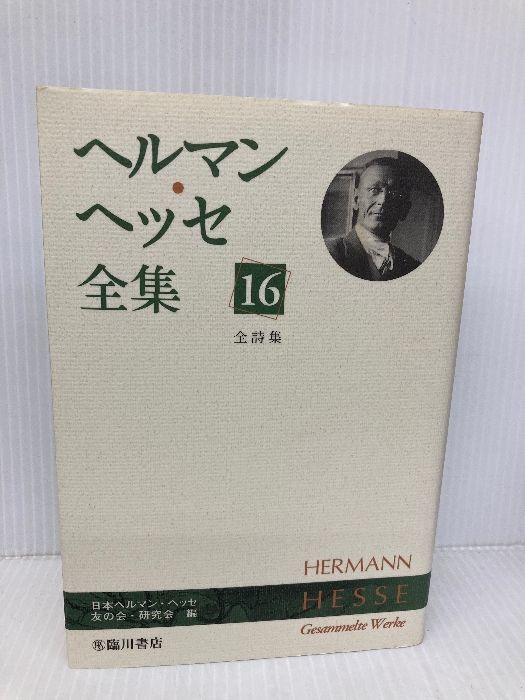 ヘルマン・
ヘッセ
全集 16
全詩集
HERMANN
HESSE
Gesammelte Werke
日本ヘルマン・ヘッセ
友の会・研究会 編
臨川書店